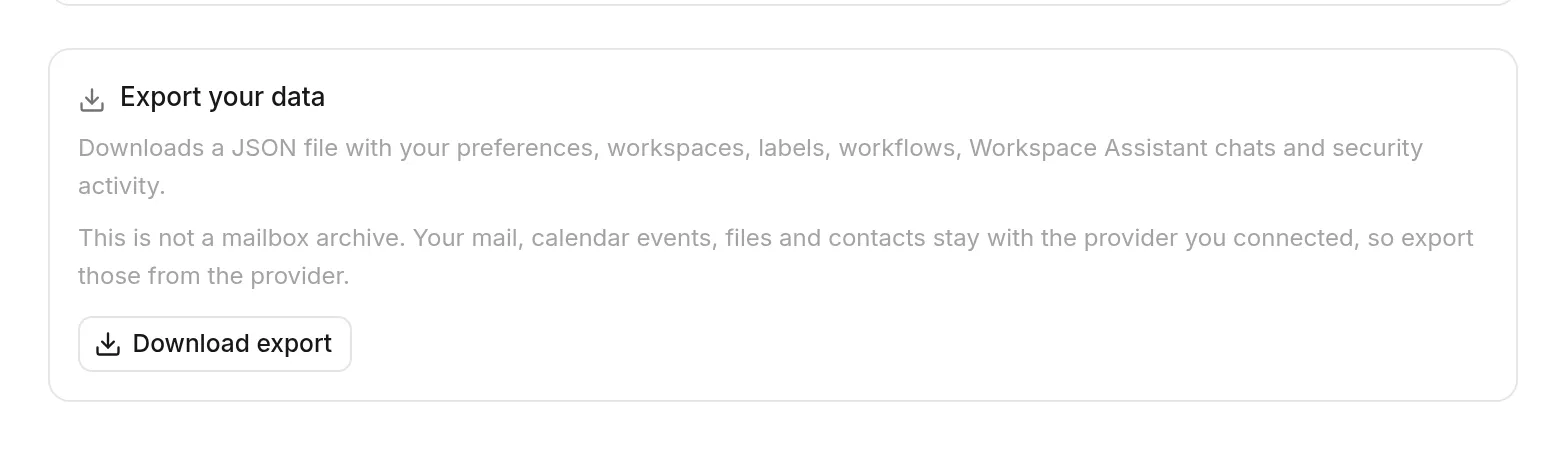 Export your data
Downloads a JSON file with your preferences, workspaces, labels, workflows, Workspace Assistant chats and security
activity.
This is not a mailbox archive. Your mail, calendar events, files and contacts stay with the provider you connected, so export
those from the provider.
Download export